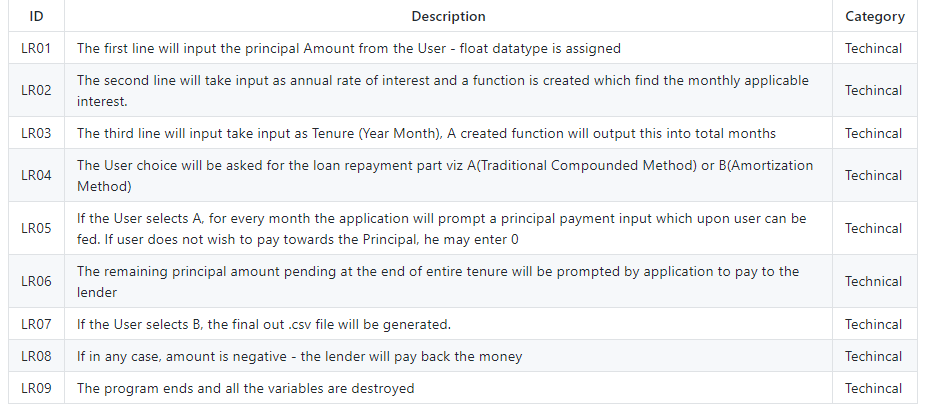 ID Description Category
LR01 The first line will input the principal Amount from the User - float datatype is assigned Techincal
LR02 The second line will take input as annual rate of interest and a function is created which find the monthly applicable
interest. Techincal
LR03 The third line will input take input as Tenure (Year Month), A created function will output this into total months Techincal
LR04 The User choice will be asked for the loan repayment part viz A(Traditional Compounded Method) or B(Amortization
Method) Techincal
LR05 If the User selects A, for every month the application will prompt a principal payment input which upon user can be
fed. If user does not wish to pay towards the Principal, he may enter 0 Techincal
LR06 The remaining principal amount pending at the end of entire tenure will be prompted by application to pay to the
lender Technical
LR07 If the User selects B, the final out .csv file will be generated. Techincal
LR08 If in any case, amount is negative - the lender will pay back the money Techincal
LR09 The program ends and all the variables are destroyed Techincal